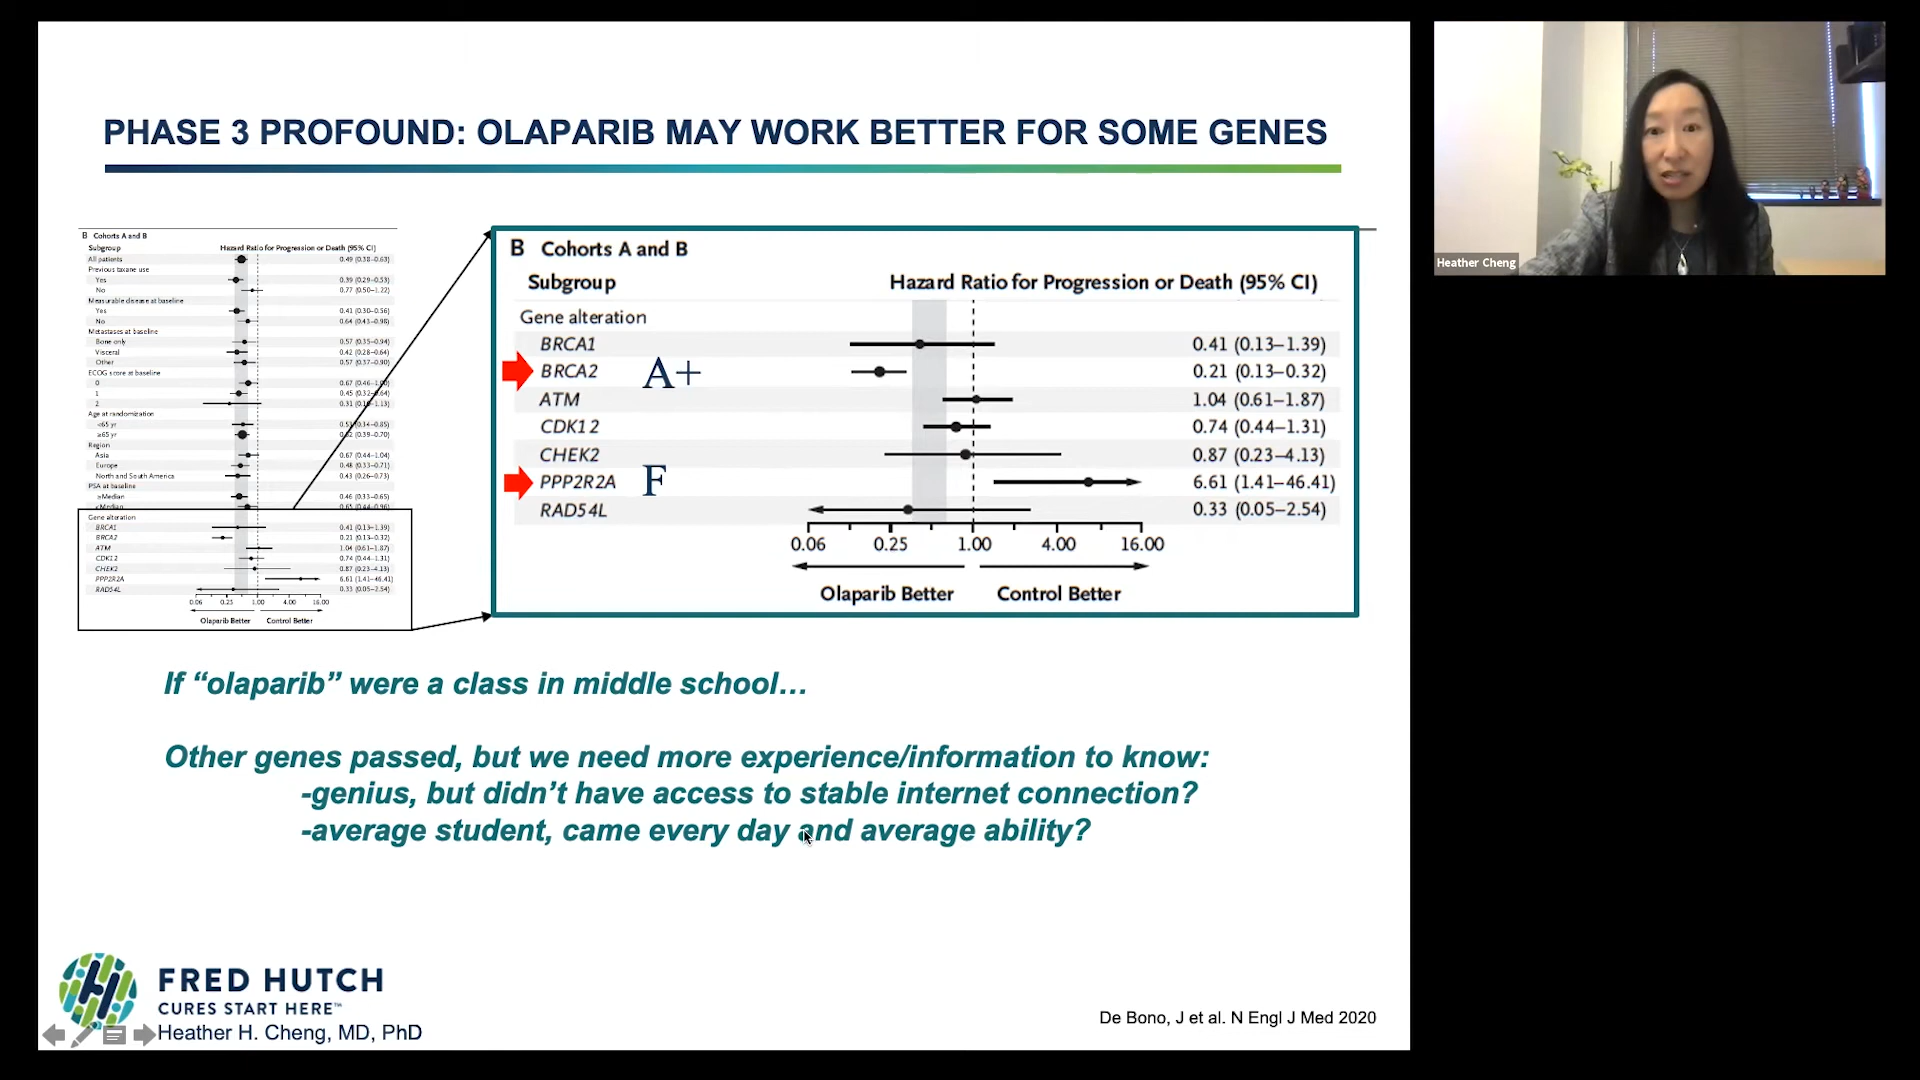 PHASE 3 PROFOUND: OLAPARIB MAY WORK BETTER FOR SOME GENES
B Cohorts A and B
Subgroup Hazard Ratio for Progression or Death (95% CI)
All patients 0.49 (0.38–0.63)
Previous taxane use
Yes 0.39 (0.29–0.53)
No 0.77 (0.50–1.22)
Measurable disease at baseline
Yes 0.41 (0.30–0.56)
No 0.64 (0.43–0.98)
Metastases at baseline
Bone only 0.57 (0.35–0.94)
Visceral 0.42 (0.28–0.64)
Other 0.57 (0.37–0.90)
ECOG score at baseline
0 0.67 (0.46–1.00)
1 0.45 (0.32–0.64)
2 0.31
Age at randomization
<65 yr
≥65 yr (0.39–0.70)
Region
Asia 0.67 (0.44–1.04)
Europe 0.48 (0.33–0.71)
North and South America 0.43 (0.26–0.73)
PSA at baseline
≥Median 0.46 (0.33–0.65)
<Median 0.65 (0.44–0.96)
Gene alteration
BRCA1 0.41 (0.13–1.39)
BRCA2 0.21 (0.13–0.32)
ATM 1.04 (0.61–1.87)
CDK12 0.74 (0.44–1.31)
CHEK2 0.87 (0.23–4.13)
PPP2R2A 6.61 (1.41–46.41)
RAD54L 0.33 (0.05–2.54)
0.06 0.25 1.00 4.00 16.00
Olaparib Better Control Better
B Cohorts A and B
Subgroup Hazard Ratio for Progression or Death (95% CI)
Gene alteration
BRCA1 0.41 (0.13–1.39)
BRCA2 A+ 0.21 (0.13–0.32)
ATM 1.04 (0.61–1.87)
CDK12 0.74 (0.44–1.31)
CHEK2 0.87 (0.23–4.13)
PPP2R2A F 6.61 (1.41–46.41)
RAD54L 0.33 (0.05–2.54)
0.06 0.25 1.00 4.00 16.00
Olaparib Better Control Better
If “olaparib” were a class in middle school…
Other genes passed, but we need more experience/information to know:
-genius, but didn’t have access to stable internet connection?
-average student, came every day and average ability?
FRED HUTCH
CURES START HERE™
Heather H. Cheng, MD, PhD
De Bono, J et al. N Engl J Med 2020
Heather Cheng